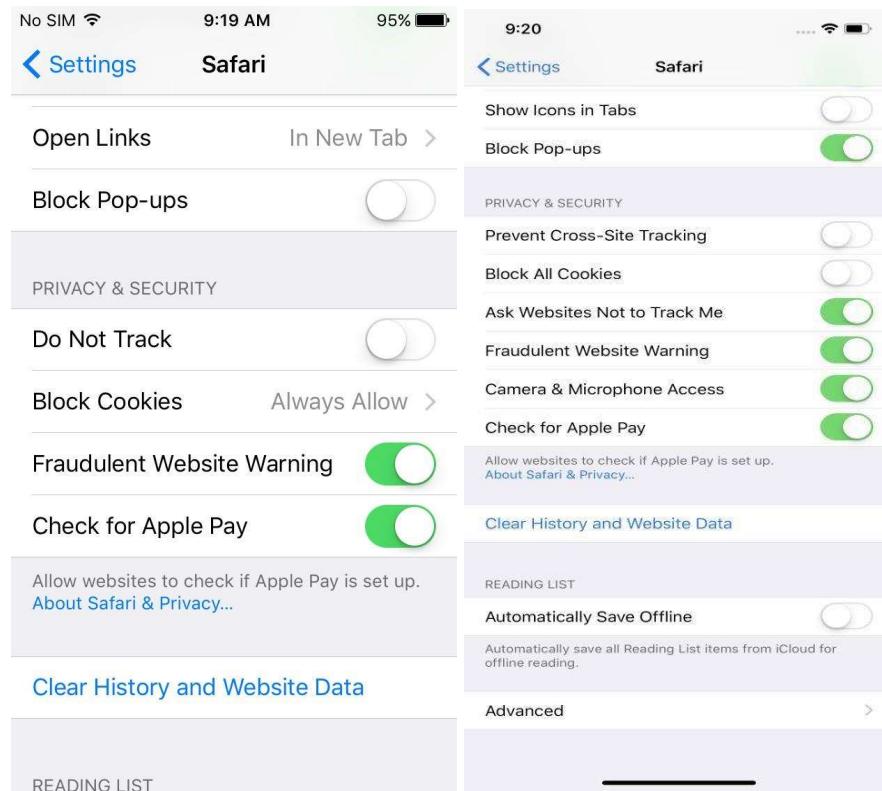 No SIM 9:19 AM 95%
Settings Safari
Open Links In New Tab
Block Pop-ups
PRIVACY & SECURITY
Do Not Track
Block Cookies Always Allow
Fraudulent Website Warning
Check for Apple Pay
Allow websites to check if Apple Pay is set up.
About Safari & Privacy...
Clear History and Website Data
READING LIST
9:20
Settings Safari
Show Icons in Tabs
Block Pop-ups
PRIVACY & SECURITY
Prevent Cross-Site Tracking
Block All Cookies
Ask Websites Not to Track Me
Fraudulent Website Warning
Camera & Microphone Access
Check for Apple Pay
Allow websites to check if Apple Pay is set up.
About Safari & Privacy...
Clear History and Website Data
READING LIST
Automatically Save Offline
Automatically save all Reading List items from iCloud for
offline reading.
Advanced